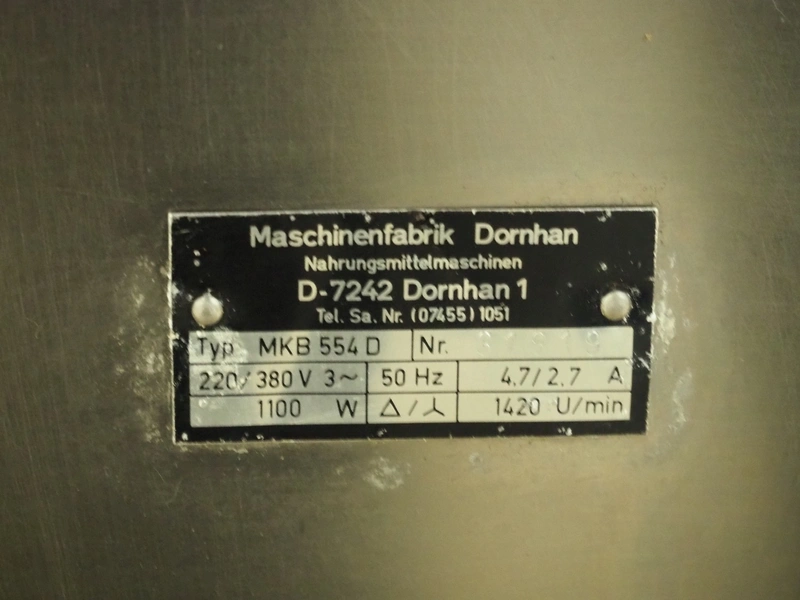 Maschinenfabrik Dornhan
Nahrungsmittelmaschinen
D-7242 Dornhan 1
Tel. Sa. Nr. (07455) 1051
Typ MKB 554 D Nr.
220/380 V 3~ 50 Hz 4.7/2.7 A
1100 W △/⅄ 1420 U/min